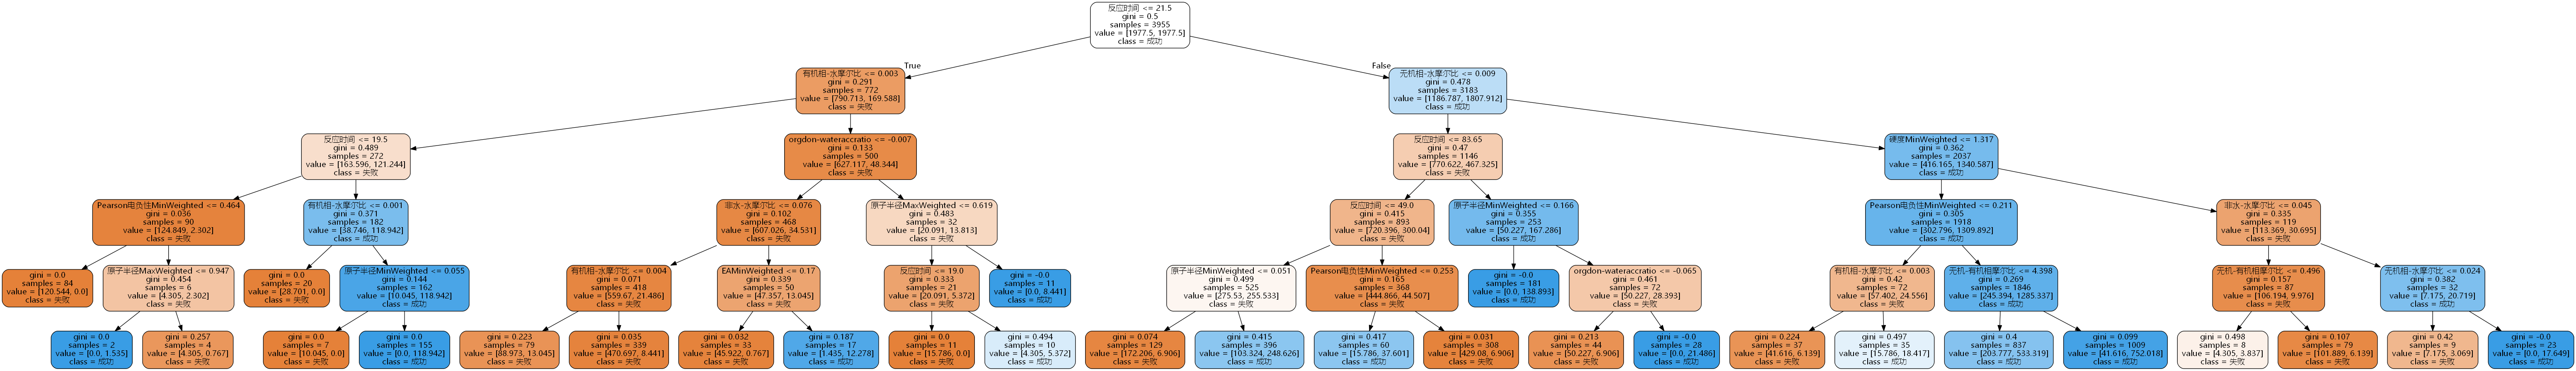 反应时间 <= 21.5
gini = 0.5
samples = 3955
value = [1977.5, 1977.5]
class = 成功
True
False
有机相-水摩尔比 <= 0.003
gini = 0.291
samples = 772
value = [790.713, 169.588]
class = 失败
无机相-水摩尔比 <= 0.009
gini = 0.478
samples = 3183
value = [1186.787, 1807.912]
class = 成功
反应时间 <= 19.5
gini = 0.489
samples = 272
value = [163.596, 121.244]
class = 失败
orgdon-wateraccratio <= -0.007
gini = 0.133
samples = 500
value = [627.117, 48.344]
class = 失败
反应时间 <= 83.65
gini = 0.47
samples = 1146
value = [770.622, 467.325]
class = 失败
硬度MinWeighted <= 1.317
gini = 0.362
samples = 2037
value = [416.165, 1340.587]
class = 成功
Pearson电负性MinWeighted <= 0.464
gini = 0.036
samples = 90
value = [124.849, 2.302]
class = 失败
有机相-水摩尔比 <= 0.001
gini = 0.371
samples = 182
value = [38.746, 118.942]
class = 成功
非水-水摩尔比 <= 0.076
gini = 0.102
samples = 468
value = [607.026, 34.531]
class = 失败
原子半径MaxWeighted <= 0.619
gini = 0.483
samples = 32
value = [20.091, 13.813]
class = 失败
反应时间 <= 49.0
gini = 0.415
samples = 893
value = [720.396, 300.04]
class = 失败
原子半径MinWeighted <= 0.166
gini = 0.355
samples = 253
value = [50.227, 167.286]
class = 成功
Pearson电负性MinWeighted <= 0.211
gini = 0.305
samples = 1918
value = [302.796, 1309.892]
class = 成功
非水-水摩尔比 <= 0.045
gini = 0.335
samples = 119
value = [113.369, 30.695]
class = 失败
gini = 0.0
samples = 84
value = [120.544, 0.0]
class = 失败
原子半径MaxWeighted <= 0.947
gini = 0.454
samples = 6
value = [4.305, 2.302]
class = 失败
gini = 0.0
samples = 20
value = [28.701, 0.0]
class = 失败
原子半径MinWeighted <= 0.055
gini = 0.144
samples = 162
value = [10.045, 118.942]
class = 成功
有机相-水摩尔比 <= 0.004
gini = 0.071
samples = 418
value = [559.67, 21.486]
class = 失败
EAMinWeighted <= 0.17
gini = 0.339
samples = 50
value = [47.357, 13.045]
class = 失败
反应时间 <= 19.0
gini = 0.333
samples = 21
value = [20.091, 5.372]
class = 失败
gini = -0.0
samples = 11
value = [0.0, 8.441]
class = 成功
原子半径MinWeighted <= 0.051
gini = 0.499
samples = 525
value = [275.53, 255.533]
class = 失败
Pearson电负性MinWeighted <= 0.253
gini = 0.165
samples = 368
value = [444.866, 44.507]
class = 失败
gini = -0.0
samples = 181
value = [0.0, 138.893]
class = 成功
orgdon-wateraccratio <= -0.065
gini = 0.461
samples = 72
value = [50.227, 28.393]
class = 失败
有机相-水摩尔比 <= 0.003
gini = 0.42
samples = 72
value = [57.402, 24.556]
class = 失败
无机-有机相摩尔比 <= 4.398
gini = 0.269
samples = 1846
value = [245.394, 1285.337]
class = 成功
无机-有机相摩尔比 <= 0.496
gini = 0.157
samples = 87
value = [106.194, 9.976]
class = 失败
无机相-水摩尔比 <= 0.024
gini = 0.382
samples = 32
value = [7.175, 20.719]
class = 成功
gini = 0.0
samples = 2
value = [0.0, 1.535]
class = 成功
gini = 0.257
samples = 4
value = [4.305, 0.767]
class = 失败
gini = 0.0
samples = 7
value = [10.045, 0.0]
class = 失败
gini = 0.0
samples = 155
value = [0.0, 118.942]
class = 成功
gini = 0.223
samples = 79
value = [88.973, 13.045]
class = 失败
gini = 0.035
samples = 339
value = [470.697, 8.441]
class = 失败
gini = 0.032
samples = 33
value = [45.922, 0.767]
class = 失败
gini = 0.187
samples = 17
value = [1.435, 12.278]
class = 成功
gini = 0.0
samples = 11
value = [15.786, 0.0]
class = 失败
gini = 0.494
samples = 10
value = [4.305, 5.372]
class = 成功
gini = 0.074
samples = 129
value = [172.206, 6.906]
class = 失败
gini = 0.415
samples = 396
value = [103.324, 248.626]
class = 成功
gini = 0.417
samples = 60
value = [15.786, 37.601]
class = 成功
gini = 0.031
samples = 308
value = [429.08, 6.906]
class = 失败
gini = 0.213
samples = 44
value = [50.227, 6.906]
class = 失败
gini = -0.0
samples = 28
value = [0.0, 21.486]
class = 成功
gini = 0.224
samples = 37
value = [41.616, 6.139]
class = 失败
gini = 0.497
samples = 35
value = [15.786, 18.417]
class = 成功
gini = 0.4
samples = 837
value = [203.777, 533.319]
class = 成功
gini = 0.099
samples = 1009
value = [41.616, 752.018]
class = 成功
gini = 0.498
samples = 8
value = [4.305, 3.837]
class = 失败
gini = 0.107
samples = 79
value = [101.889, 6.139]
class = 失败
gini = 0.42
samples = 9
value = [7.175, 3.069]
class = 失败
gini = -0.0
samples = 23
value = [0.0, 17.649]
class = 成功